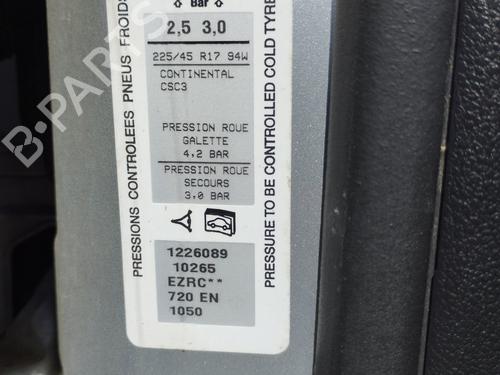 Bar
2,5 3,0
225/45 R17 94W
CONTINENTAL
CSC3
PRESSION ROUE
GALETTE
4,2 BAR
PRESSION ROUE
SECOURS
3,0 BAR
1226089
10265
EZRC**
720 EN
1050
PRESSIONS CONTROLEES PNEUS FROIDS
PRESSURE TO BE CONTROLLED COLD TYRE